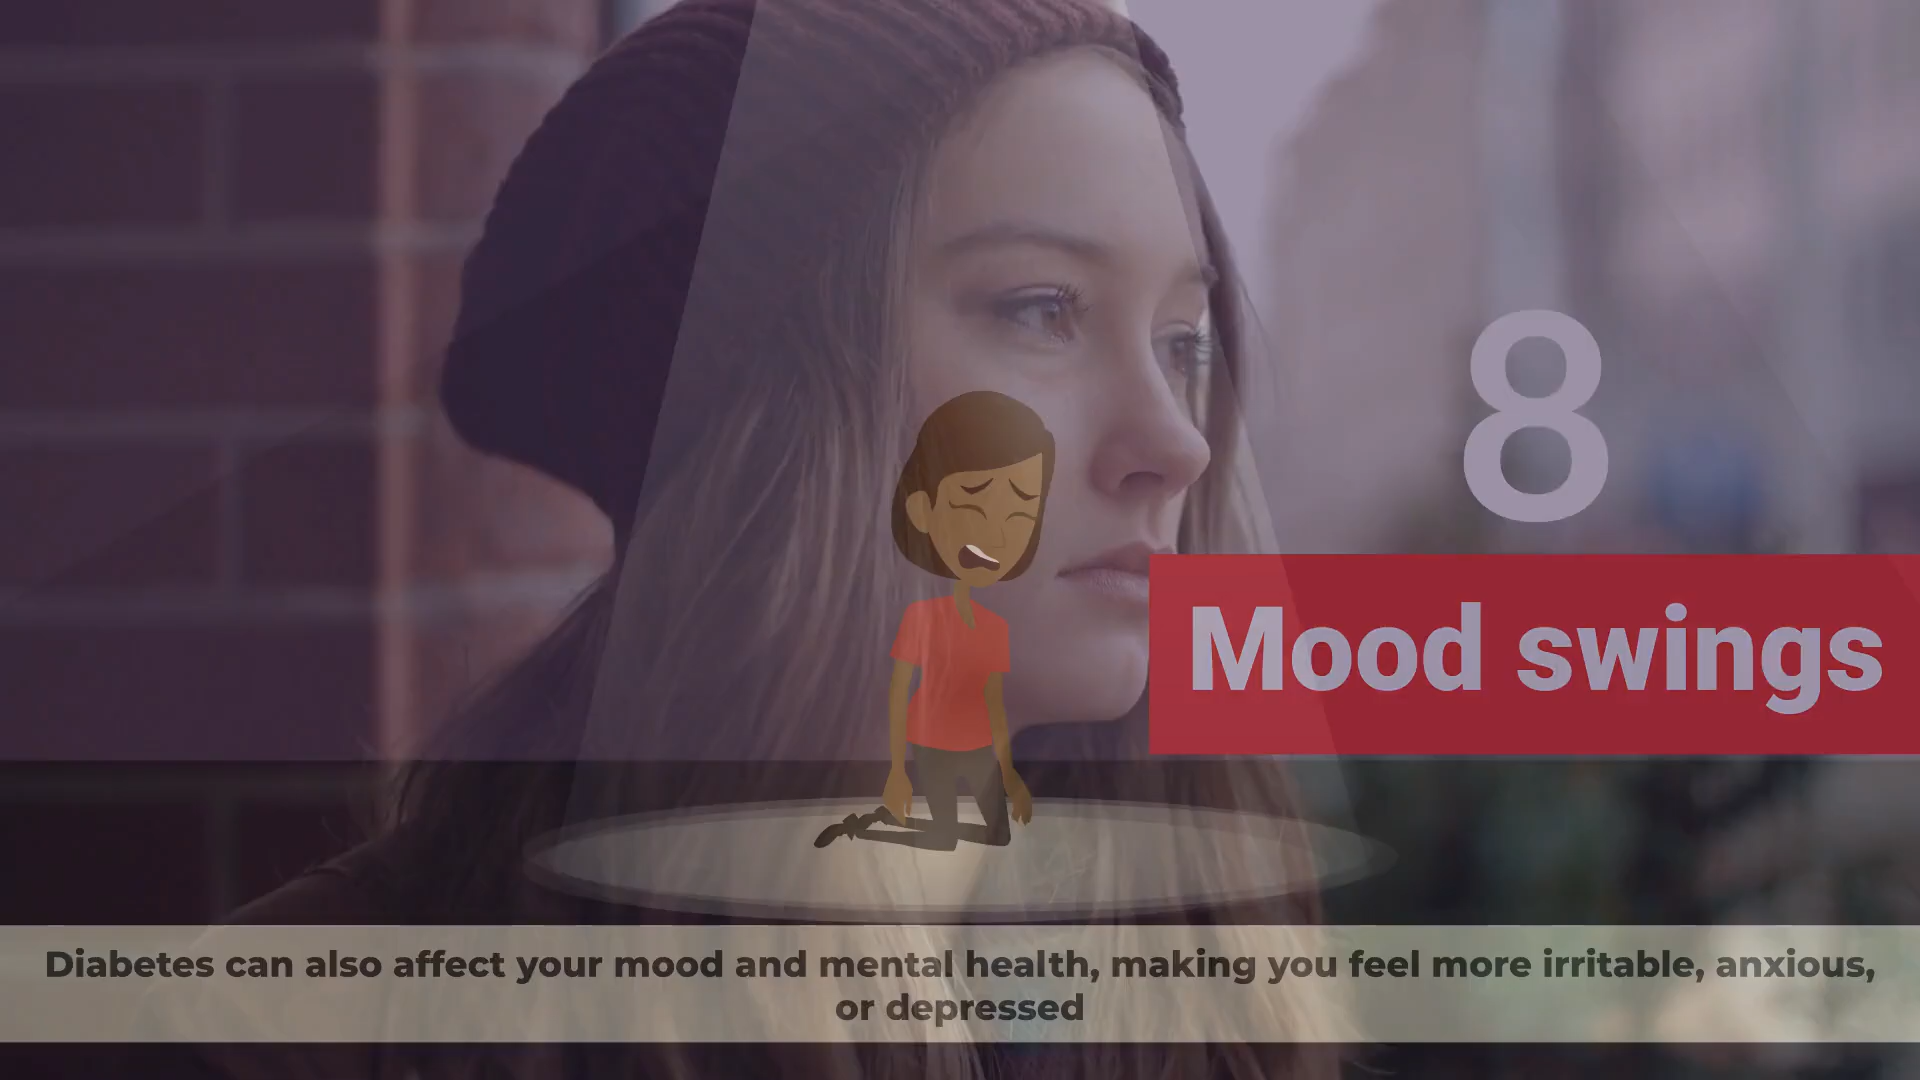 8
Mood swings
Diabetes can also affect your mood and mental health, making you feel more irritable, anxious,
or depressed